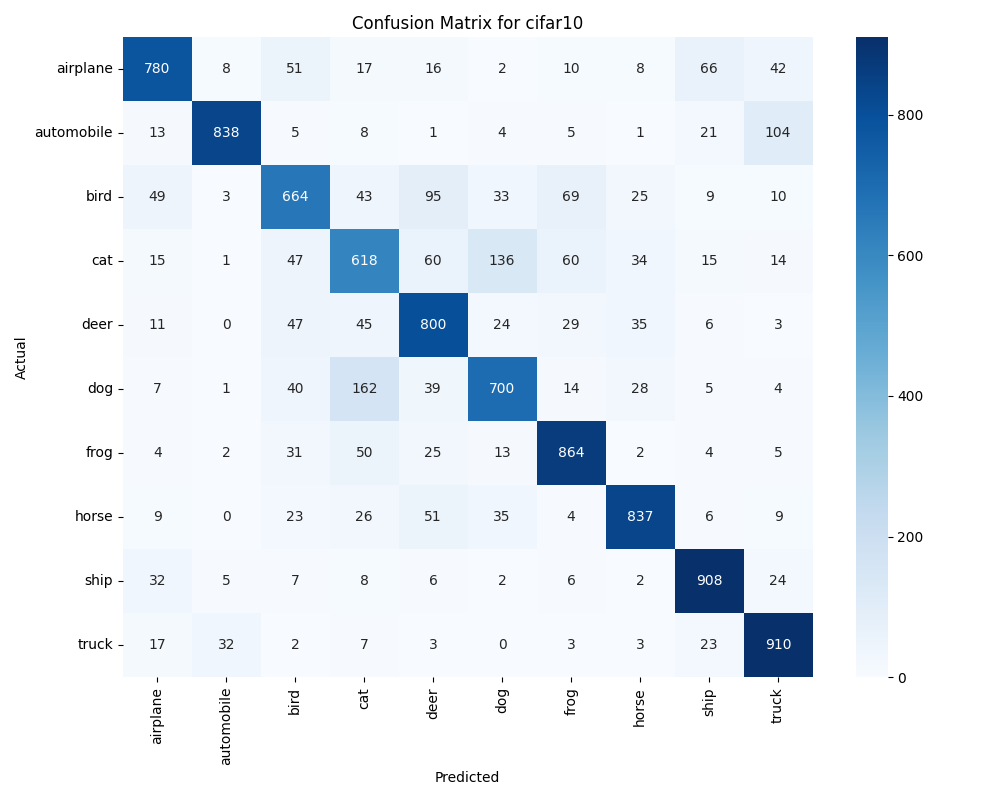 Confusion Matrix for cifar10
airplane 780 8 51 17 16 2 10 8 66 42
automobile 13 838 5 8 1 4 5 1 21 104
800
bird 49 3 664 43 95 33 69 25 9 10
cat 15 1 47 618 60 136 60 34 15 14
600
deer 11 0 47 45 800 24 29 35 6 3
Actual
dog 7 1 40 162 39 700 14 28 5 4
400
frog 4 2 31 50 25 13 864 2 4 5
horse 9 0 23 26 51 35 4 837 6 9
200
ship 32 5 7 8 6 2 6 2 908 24
truck 17 32 2 7 3 0 3 3 23 910
0
airplane automobile bird cat deer dog frog horse ship truck
Predicted